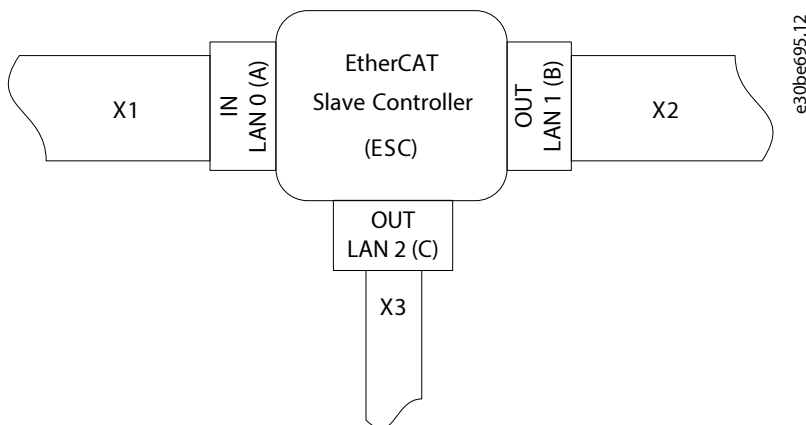 EtherCAT
Slave Controller
(ESC)
X1
IN
LAN 0 (A)
OUT
LAN 1 (B)
X2
OUT
LAN 2 (C)
X3
e30be695.12